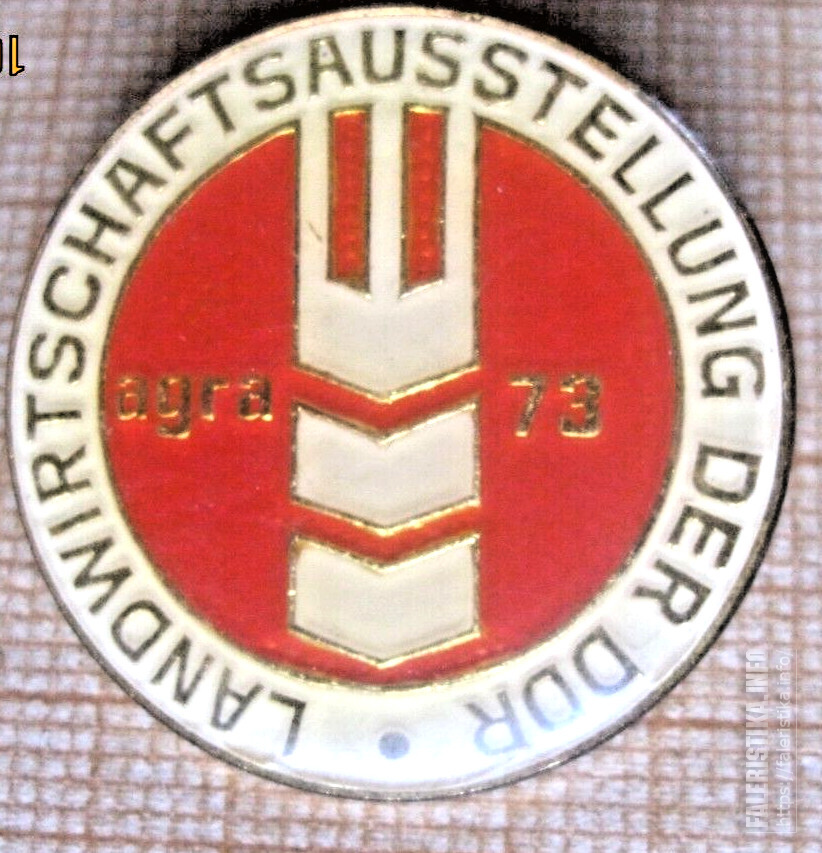 LANDWIRTSCHAFTSAUSSTELLUNG DER DDR •
agra 73
FALERISTIKA.INFO
https://faleristika.info